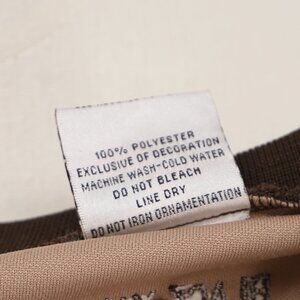 100% POLYESTER
EXCLUSIVE OF DECORATION
MACHINE WASH-COLD WATER
DO NOT BLEACH
LINE DRY
DO NOT IRON ORNAMENTATION